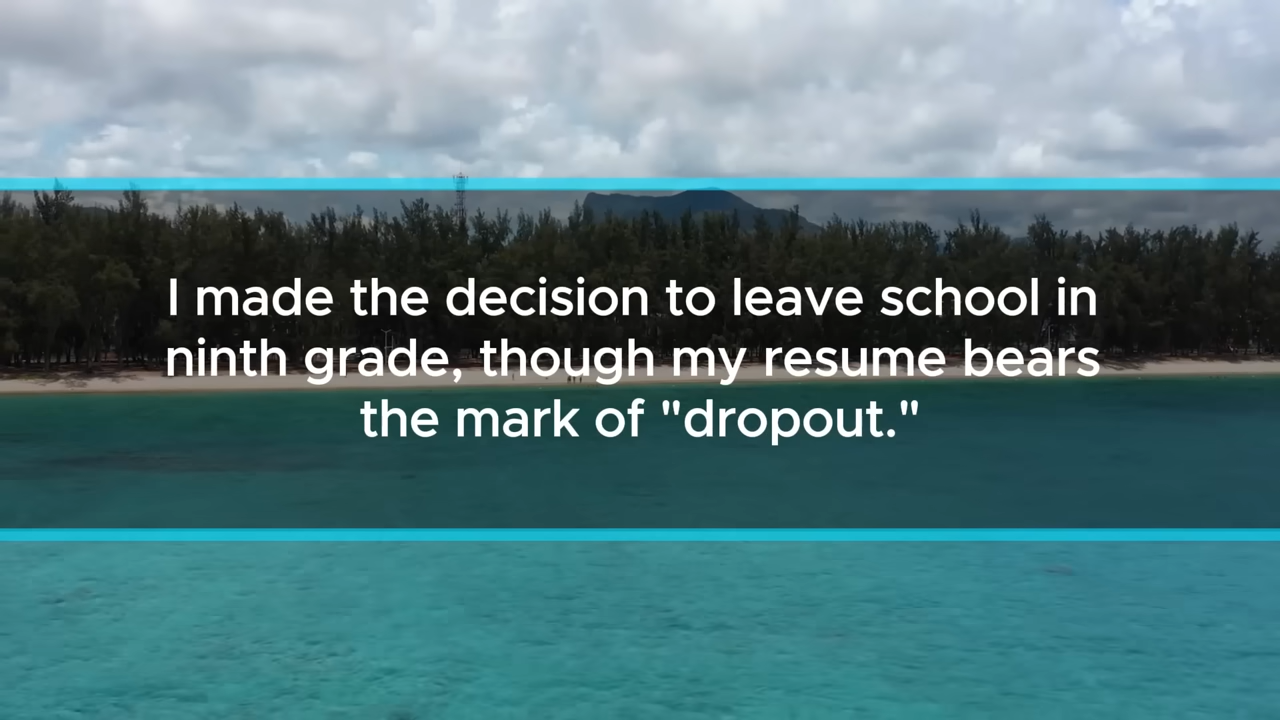 I made the decision to leave school in
ninth grade, though my resume bears
the mark of "dropout."